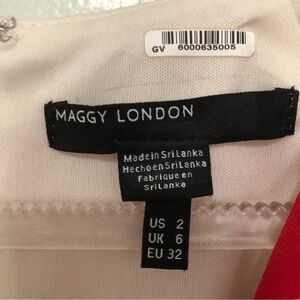 GV 6000635005
MAGGY LONDON
Made in Sri Lanka
Hecho en Sri Lanka
Fabrique en
Sri Lanka
US 2
UK 6
EU 32